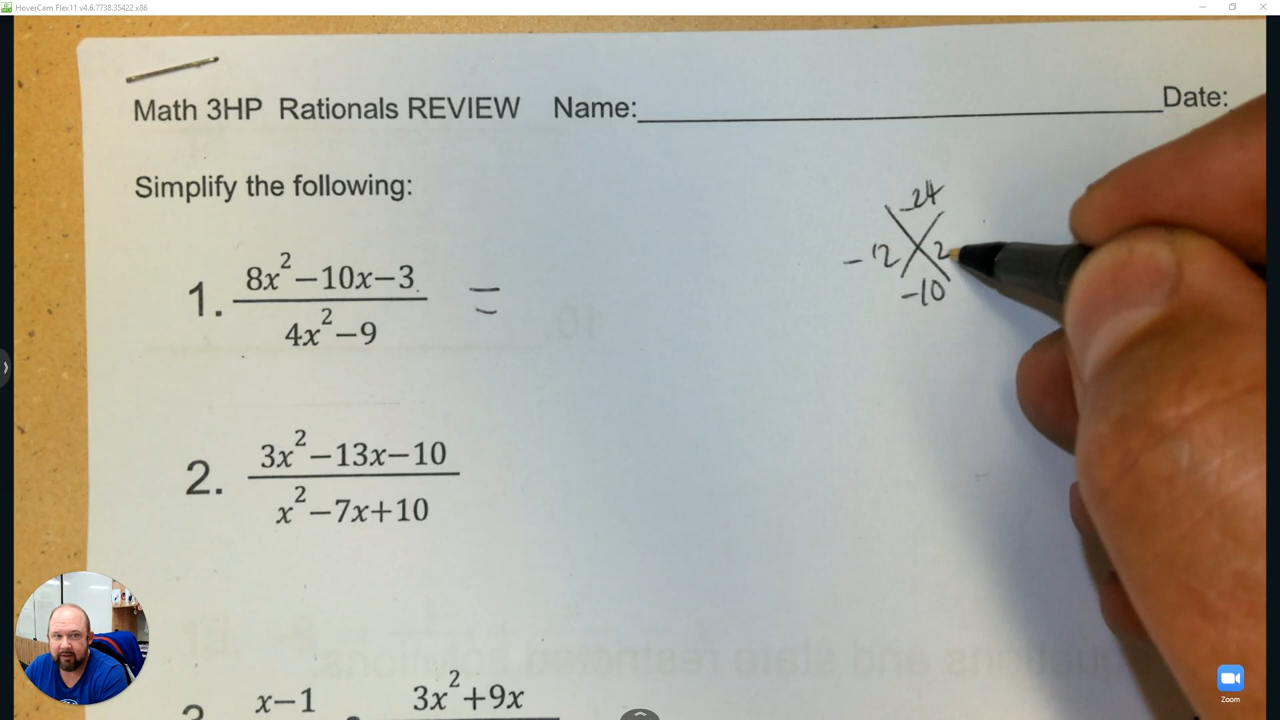 HoverCam Flex11 v4.6.7738.35422 x86
Math 3HP Rationals REVIEW Name:____________Date:
Simplify the following:
1. (8x²−10x−3)/(4x²−9) =
-24
-12 2
-10
2. (3x²−13x−10)/(x²−7x+10)
x−1 3x²+9x
Zoom